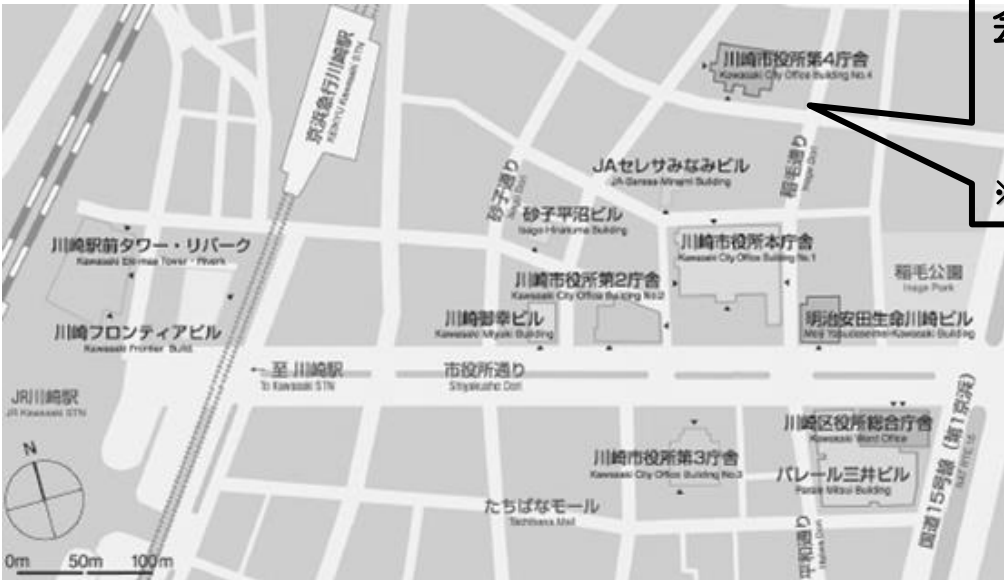 会
※
京浜急行川崎駅
KEIKYU Kawasaki STN
川崎市役所第4庁舎
Kawasaki City Office Building No.4
稲毛通り
Inage Dori
JAセレサみなみビル
JA Ceresa Minami Building
砂子通り
Isago Dori
砂子平沼ビル
Isago Hiranuma Building
川崎駅前タワー・リバーク
川崎市役所本庁舎
Kawasaki City Office Building No.1
稲毛公園
Inage Park
川崎市役所第2庁舎
Kawasaki City Office Building No.2
川崎フロンティアビル
Kawasaki Frontier Build.
川崎御幸ビル
Kawasaki Miyuki Building
明治安田生命川崎ビル
至 川崎駅
To Kawasaki STN
市役所通り
Shiyakusho Dori
JR川崎駅
JR Kawasaki STN
川崎区役所総合庁舎
Kawasaki Ward Office
川崎市役所第3庁舎
Kawasaki City Office Building No.3
パレール三井ビル
Parale Mitsui Building
国道15号線（第1京浜）
たちばなモール
Tachibana Mall
平和通り
Heiwa Dori
N
0m 50m 100m